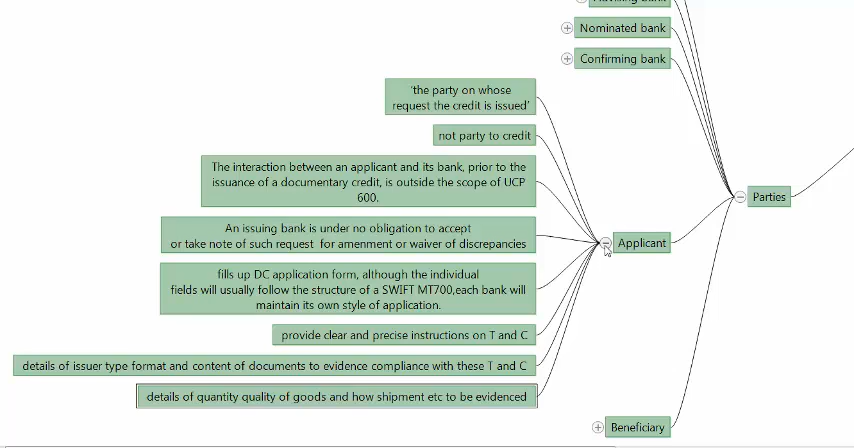 Advising bank
Nominated bank
Confirming bank
'the party on whose
request the credit is issued'
not party to credit
The interaction between an applicant and its bank, prior to the
issuance of a documentary credit, is outside the scope of UCP
600.
Parties
An issuing bank is under no obligation to accept
or take note of such request for amenment or waiver of discrepancies
Applicant
fills up DC application form, although the individual
fields will usually follow the structure of a SWIFT MT700,each bank will
maintain its own style of application.
provide clear and precise instructions on T and C
details of issuer type format and content of documents to evidence compliance with these T and C
details of quantity quality of goods and how shipment etc to be evidenced
Beneficiary